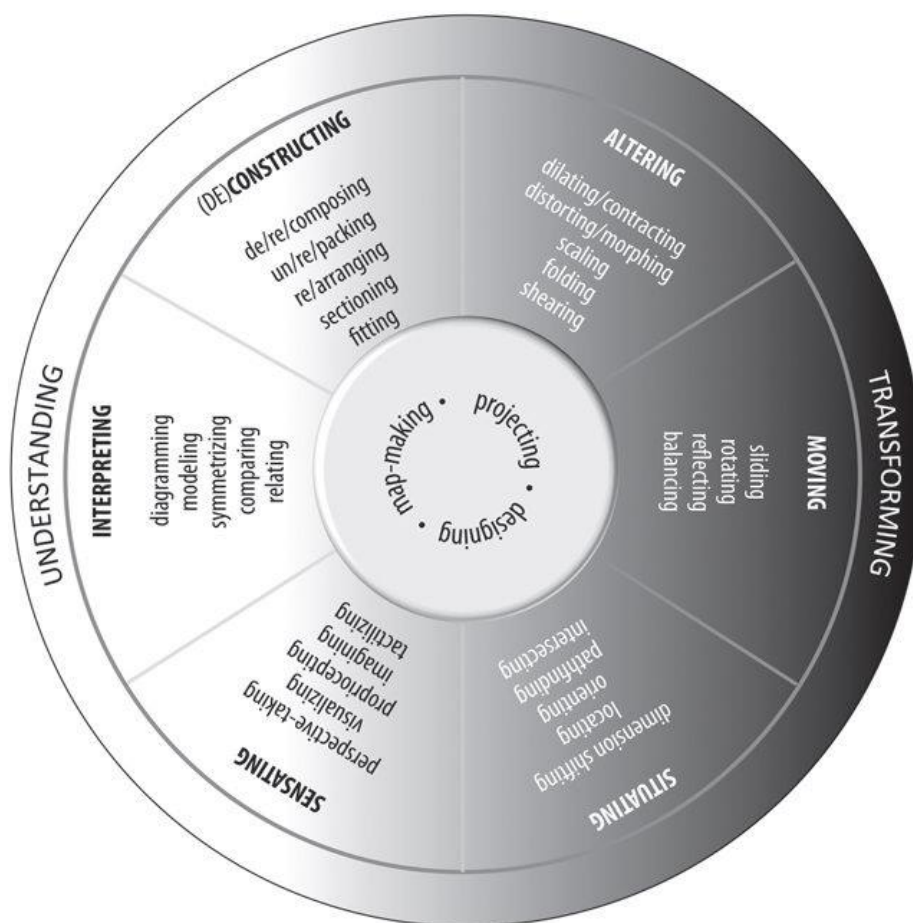 UNDERSTANDING
TRANSFORMING
(DE)CONSTRUCTING
de/re/composing
un/re/packing
re/arranging
sectioning
fitting
ALTERING
dilating/contracting
distorting/morphing
scaling
folding
shearing
MOVING
sliding
rotating
reflecting
balancing
SITUATING
dimension shifting
locating
orienting
pathfinding
intersecting
SENSATING
perspective-taking
visualizing
propriocepting
imagining
tactilizing
INTERPRETING
diagramming
modeling
symmetrizing
comparing
relating
projecting • designing • map-making •